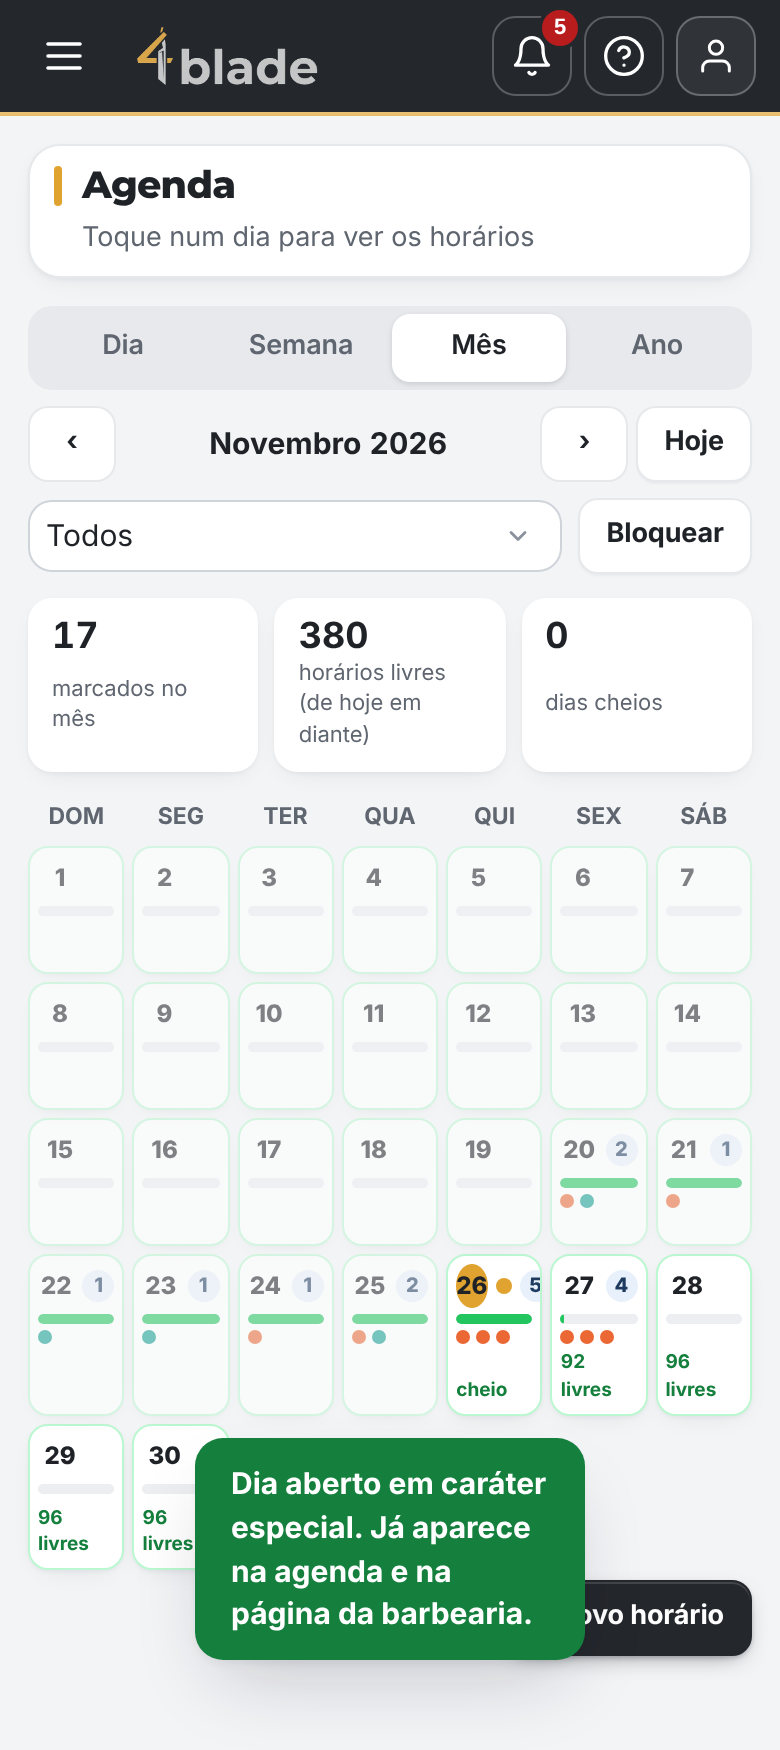 5
4blade
Agenda
Toque num dia para ver os horários
Dia Semana Mês Ano
‹ Novembro 2026 › Hoje
Todos Bloquear
17
marcados no
mês
380
horários livres
(de hoje em
diante)
0
dias cheios
DOM SEG TER QUA QUI SEX SÁB
1 2 3 4 5 6 7
8 9 10 11 12 13 14
15 16 17 18 19 20 2 21 1
22 1 23 1 24 1 25 2 26 5 27 4 28
cheio
92
livres
96
livres
29 30
96
livres
96
livres
Dia aberto em caráter
especial. Já aparece
na agenda e na
página da barbearia.
ovo horário